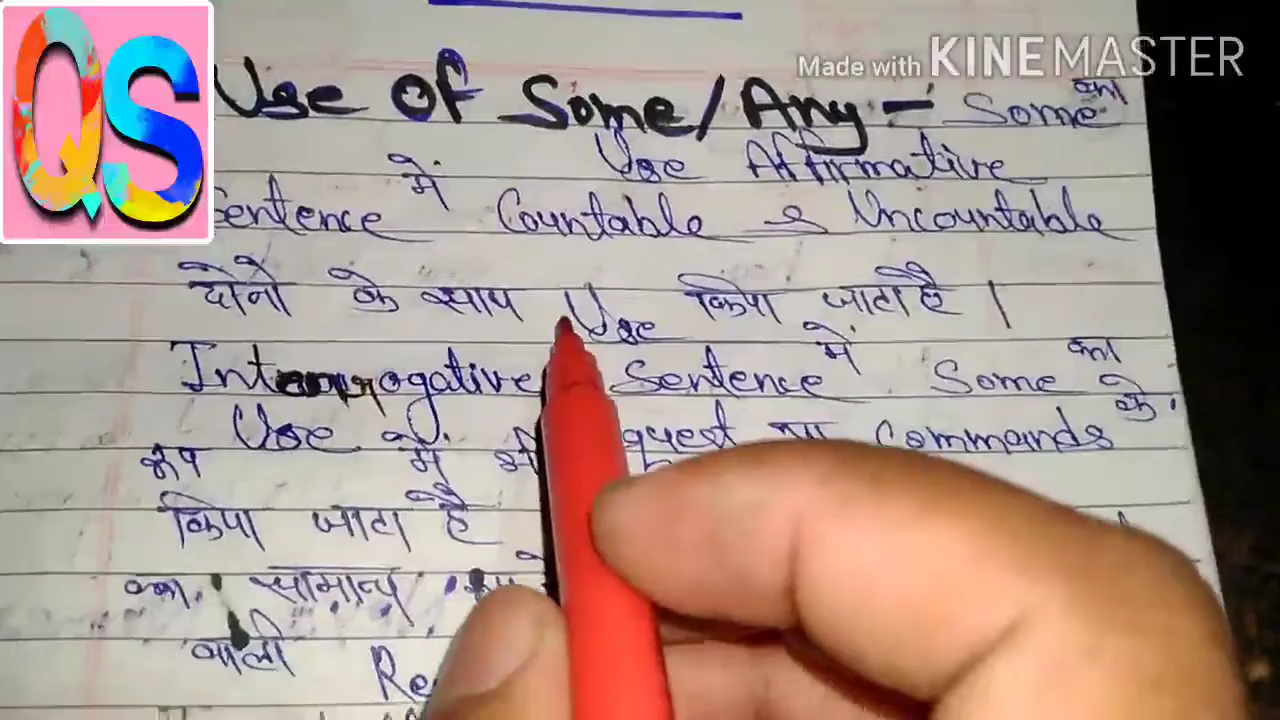 QS
Made with KINEMASTER
Use Of Some/Any - Some का
Use Affirmative
Sentence में Countable & Uncountable
दोनों के साथ Use किया जाता है ।
Interrogative Sentence में Some का
Use में commands के
रूप
किया जाता है
का सामान्य
वाली Re